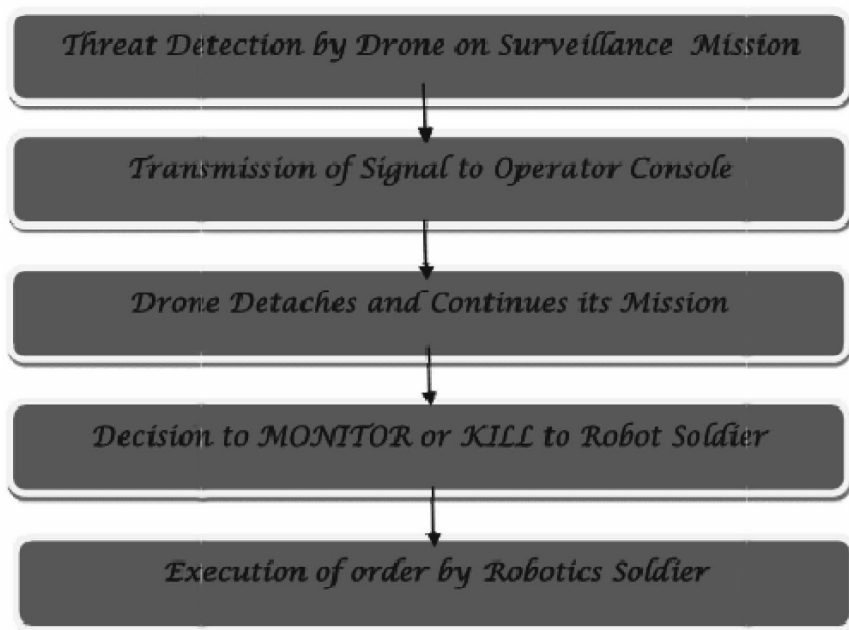 Threat Detection by Drone on Surveillance Mission
Transmission of Signal to Operator Console
Drone Detaches and Continues its Mission
Decision to MONITOR or KILL to Robot Soldier
Execution of order by Robotics Soldier